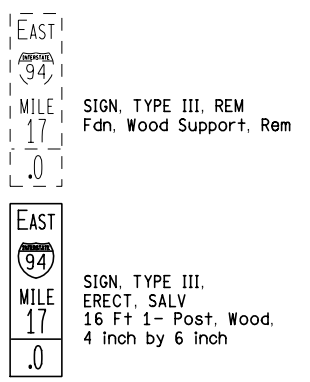 EAST
INTERSTATE
94
MILE
17
.0
SIGN, TYPE III, REM
Fdn, Wood Support, Rem
EAST
INTERSTATE
94
MILE
17
.0
SIGN, TYPE III,
ERECT, SALV
16 Ft 1- Post, Wood,
4 inch by 6 inch